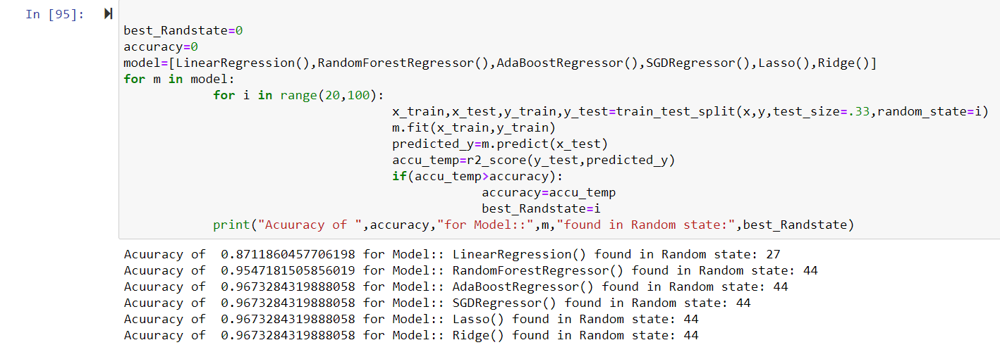 In [95]:
best_Randstate=0
accuracy=0
model=[LinearRegression(),RandomForestRegressor(),AdaBoostRegressor(),SGDRegressor(),Lasso(),Ridge()]
for m in model:
for i in range(20,100):
x_train,x_test,y_train,y_test=train_test_split(x,y,test_size=.33,random_state=i)
m.fit(x_train,y_train)
predicted_y=m.predict(x_test)
accu_temp=r2_score(y_test,predicted_y)
if(accu_temp>accuracy):
accuracy=accu_temp
best_Randstate=i
print("Acuuracy of ",accuracy,"for Model::",m,"found in Random state:",best_Randstate)
Acuuracy of  0.8711860457706198 for Model:: LinearRegression() found in Random state: 27
Acuuracy of  0.9547181505856019 for Model:: RandomForestRegressor() found in Random state: 44
Acuuracy of  0.9673284319888058 for Model:: AdaBoostRegressor() found in Random state: 44
Acuuracy of  0.9673284319888058 for Model:: SGDRegressor() found in Random state: 44
Acuuracy of  0.9673284319888058 for Model:: Lasso() found in Random state: 44
Acuuracy of  0.9673284319888058 for Model:: Ridge() found in Random state: 44